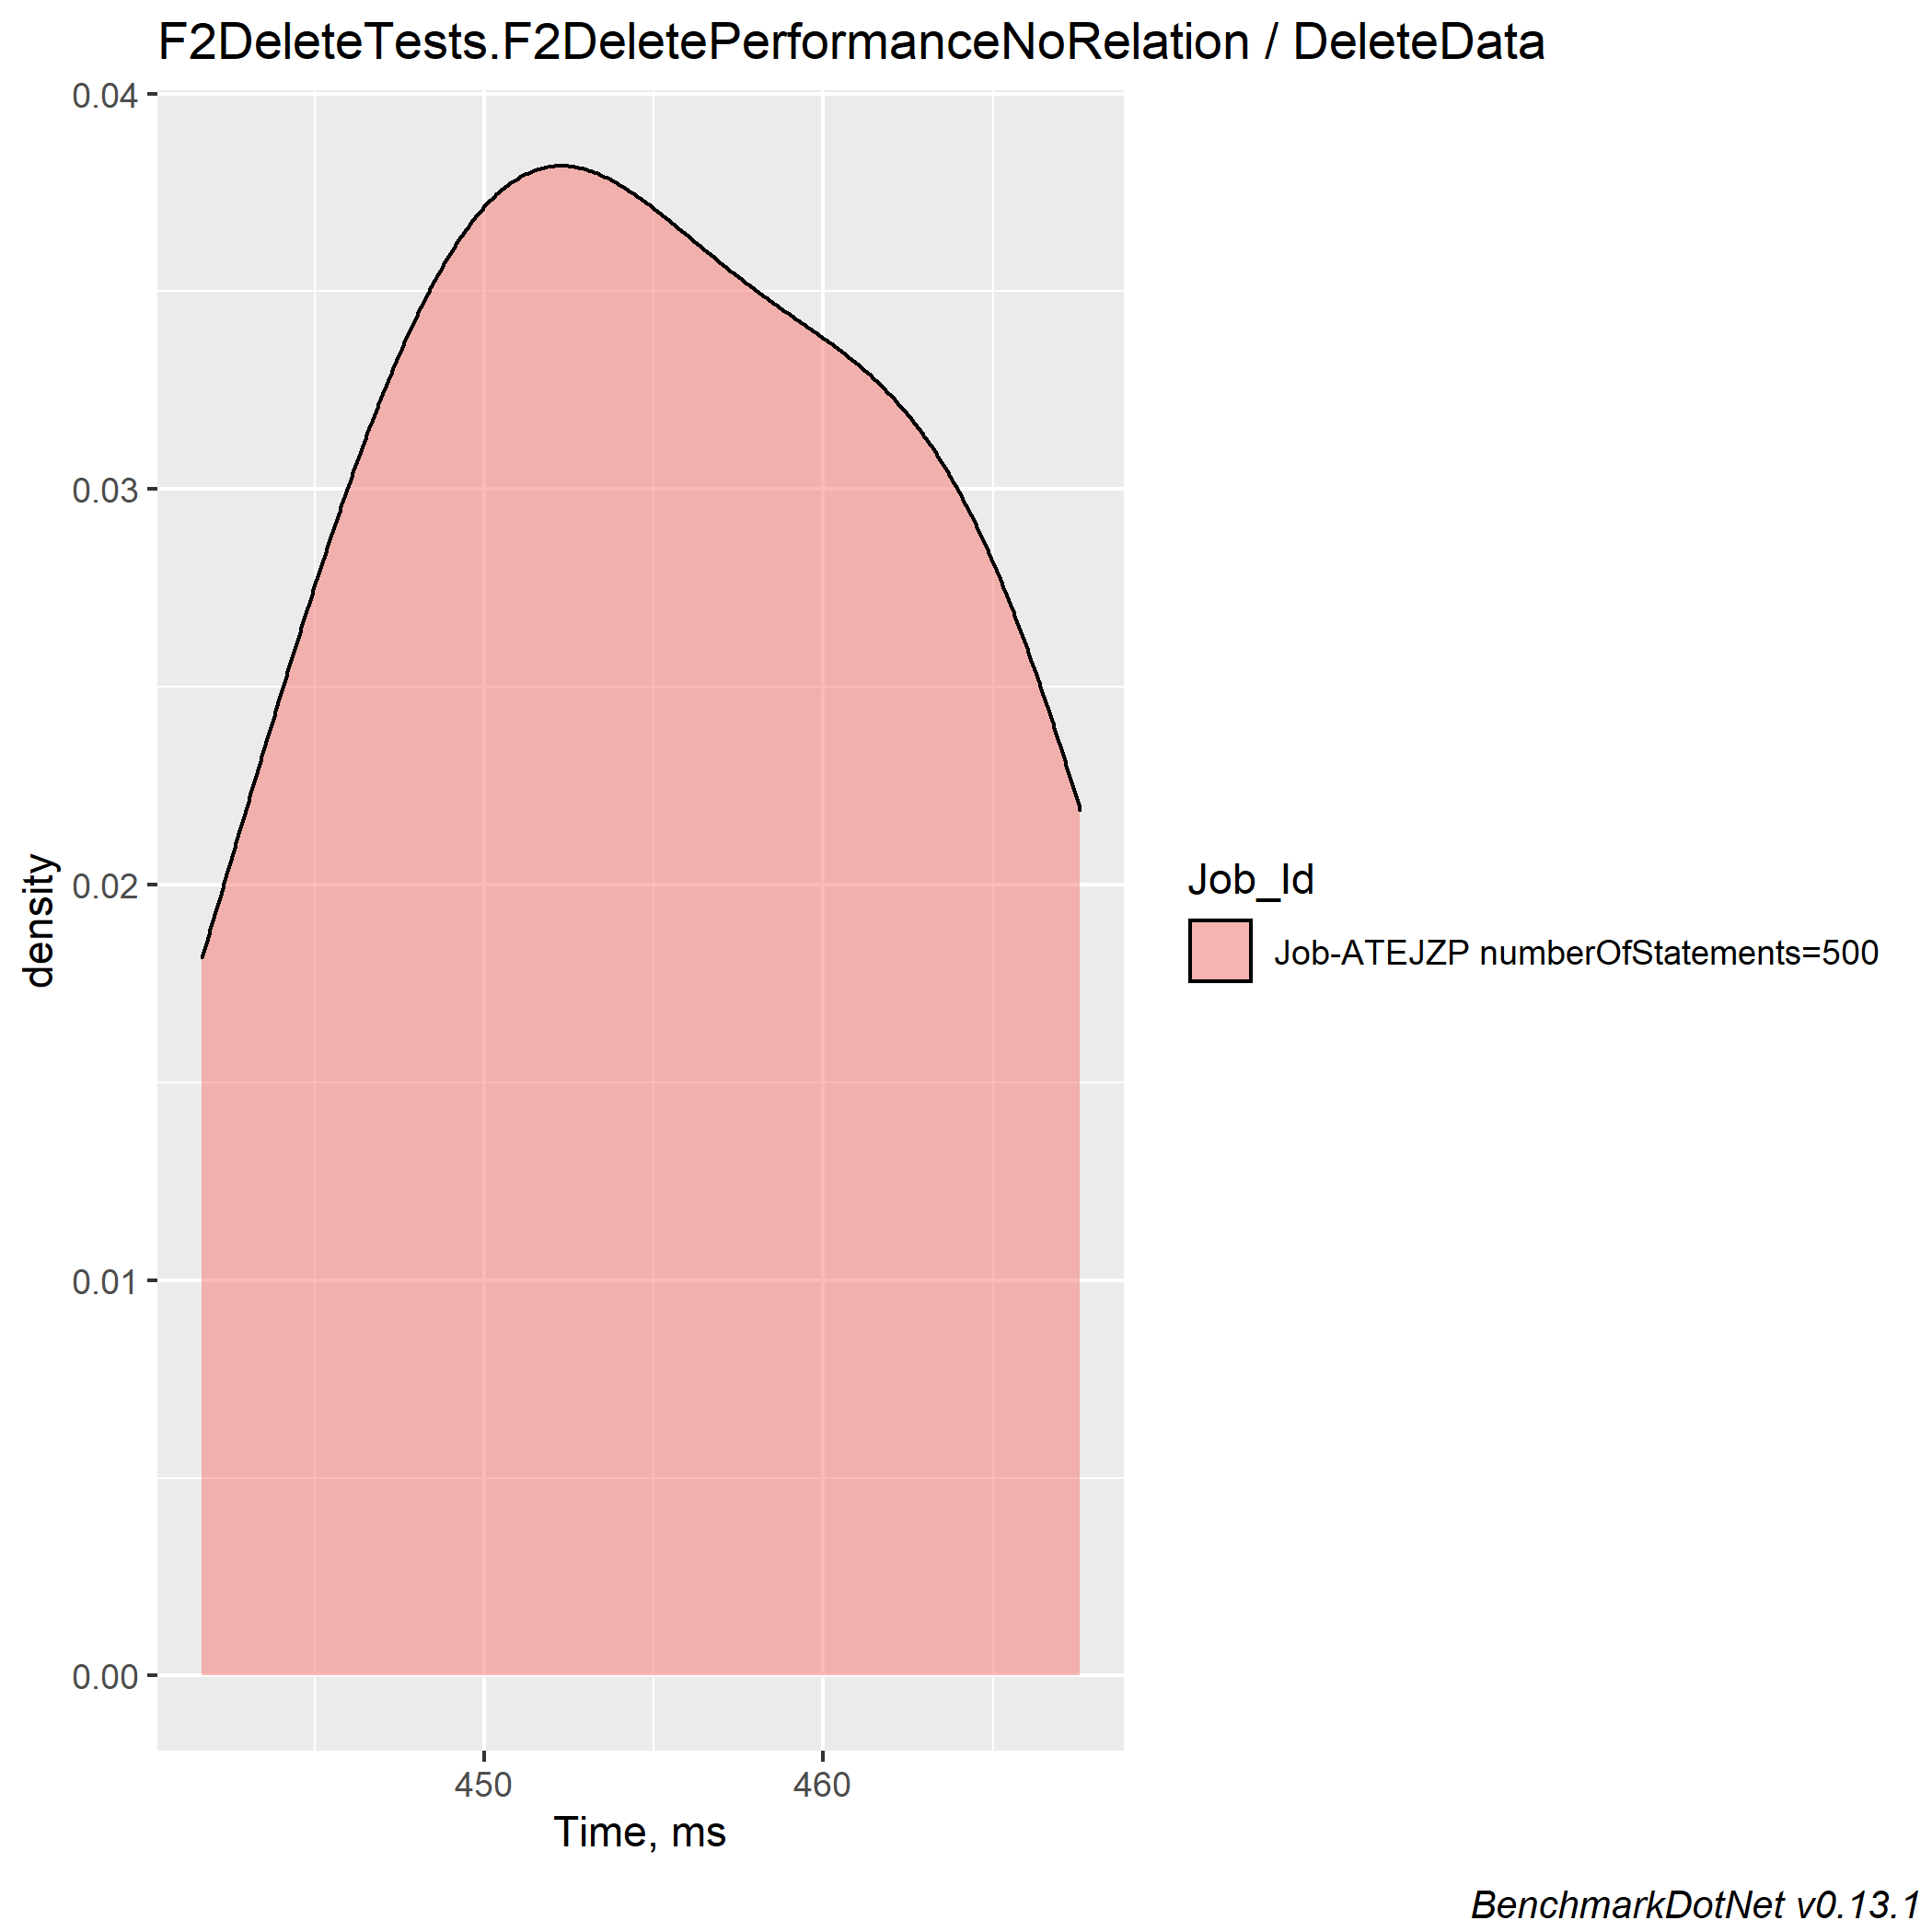 F2DeleteTests.F2DeletePerformanceNoRelation / DeleteData
0.04
0.03
0.02
0.01
0.00
density
450
460
Time, ms
Job_Id
Job-ATEJZP numberOfStatements=500
BenchmarkDotNet v0.13.1